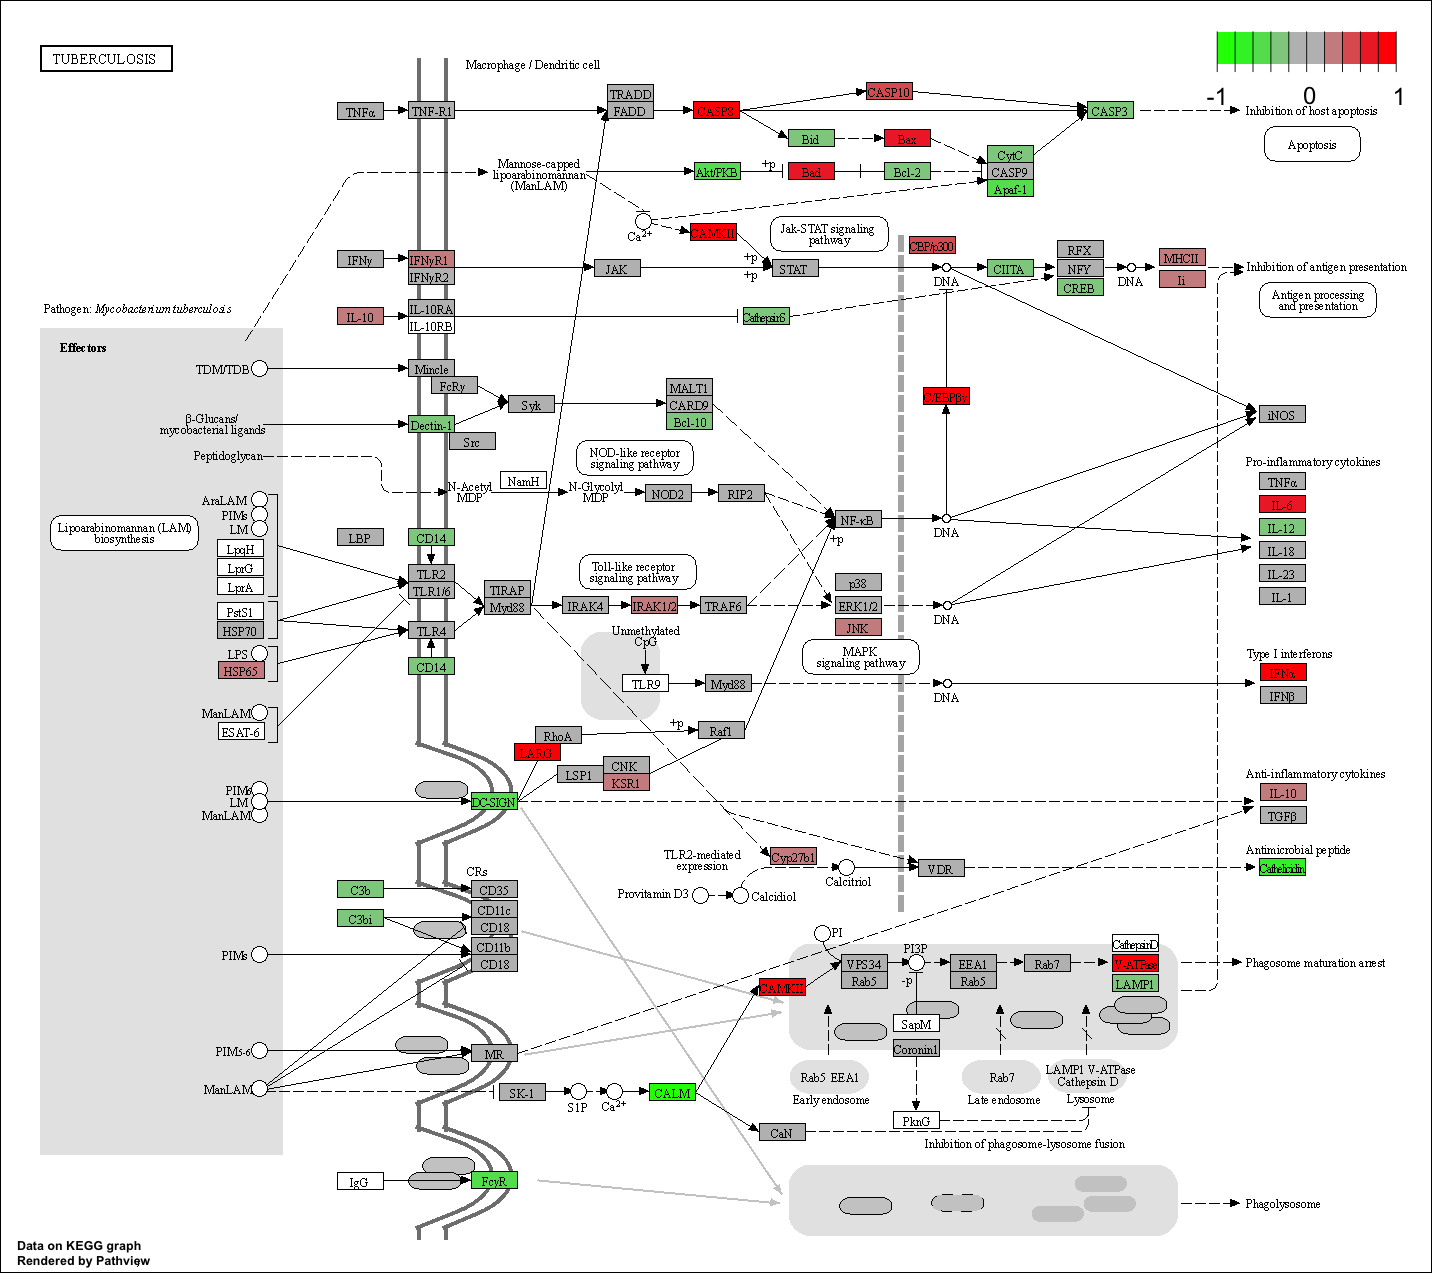 TUBERCULOSIS
-1
0
1
Macrophage / Dendritic cell
TNFα
TNF-R1
TRADD
FADD
CASP8
CASP10
CASP3
Inhibition of host apoptosis
Bid
Bax
Apoptosis
Mannose-capped
lipoarabinomannan
(ManLAM)
Akt/PKB
+p
Bad
Bcl-2
CytC
CASP9
Apaf-1
Ca2+
CAMKII
Jak-STAT signaling
pathway
IFNγ
IFNγR1
IFNγR2
JAK
+p
+p
STAT
CBP/p300
DNA
CIITA
RFX
NFY
CREB
DNA
MHCII
Ii
Inhibition of antigen presentation
Antigen processing
and presentation
Pathogen: Mycobacterium tuberculosis
IL-10
IL-10RA
IL-10RB
CathepsinS
Effectors
TDM/TDB
Mincle
FcRγ
Syk
MALT1
CARD9
Bcl-10
C/EBPβγ
iNOS
β-Glucans/
mycobacterial ligands
Dectin-1
Src
Peptidoglycan
NOD-like receptor
signaling pathway
N-Acetyl
MDP
NamH
N-Glycolyl
MDP
NOD2
RIP2
Pro-inflammatory cytokines
TNFα
IL-6
IL-12
IL-18
IL-23
IL-1
AraLAM
PIMs
LM
LpqH
LprG
LprA
Lipoarabinomannan (LAM)
biosynthesis
LBP
CD14
NF-κB
+p
DNA
TLR2
TLR1/6
TIRAP
Myd88
Toll-like receptor
signaling pathway
IRAK4
IRAK1/2
TRAF6
p38
ERK1/2
JNK
DNA
PstS1
HSP70
TLR4
LPS
HSP65
CD14
Unmethylated
CpG
TLR9
Myd88
MAPK
signaling pathway
DNA
Type I interferons
IFNα
IFNβ
ManLAM
ESAT-6
RhoA
LARG
+p
Raf1
LSP1
CNK
KSR1
PIMs
LM
ManLAM
DC-SIGN
Anti-inflammatory cytokines
IL-10
TGFβ
TLR2-mediated
expression
Cyp27b1
Calcitriol
VDR
Antimicrobial peptide
Cathelicidin
Provitamin D3
Calcidiol
CRs
C3b
CD35
C3bi
CD11c
CD18
CD11b
CD18
PIMs
PI
PI3P
VPS34
Rab5
-p
EEA1
Rab5
Rab7
CathepsinD
V-ATPase
LAMP1
Phagosome maturation arrest
CAMKII
SapM
Coronin1
PIM5-6
MR
ManLAM
SK-1
S1P
Ca2+
CALM
CaN
Rab5 EEA1
Early endosome
Rab7
Late endosome
LAMP1 V-ATPase
Cathepsin D
Lysosome
PknG
Inhibition of phagosome-lysosome fusion
IgG
FcγR
Phagolysosome
Data on KEGG graph
Rendered by Pathview